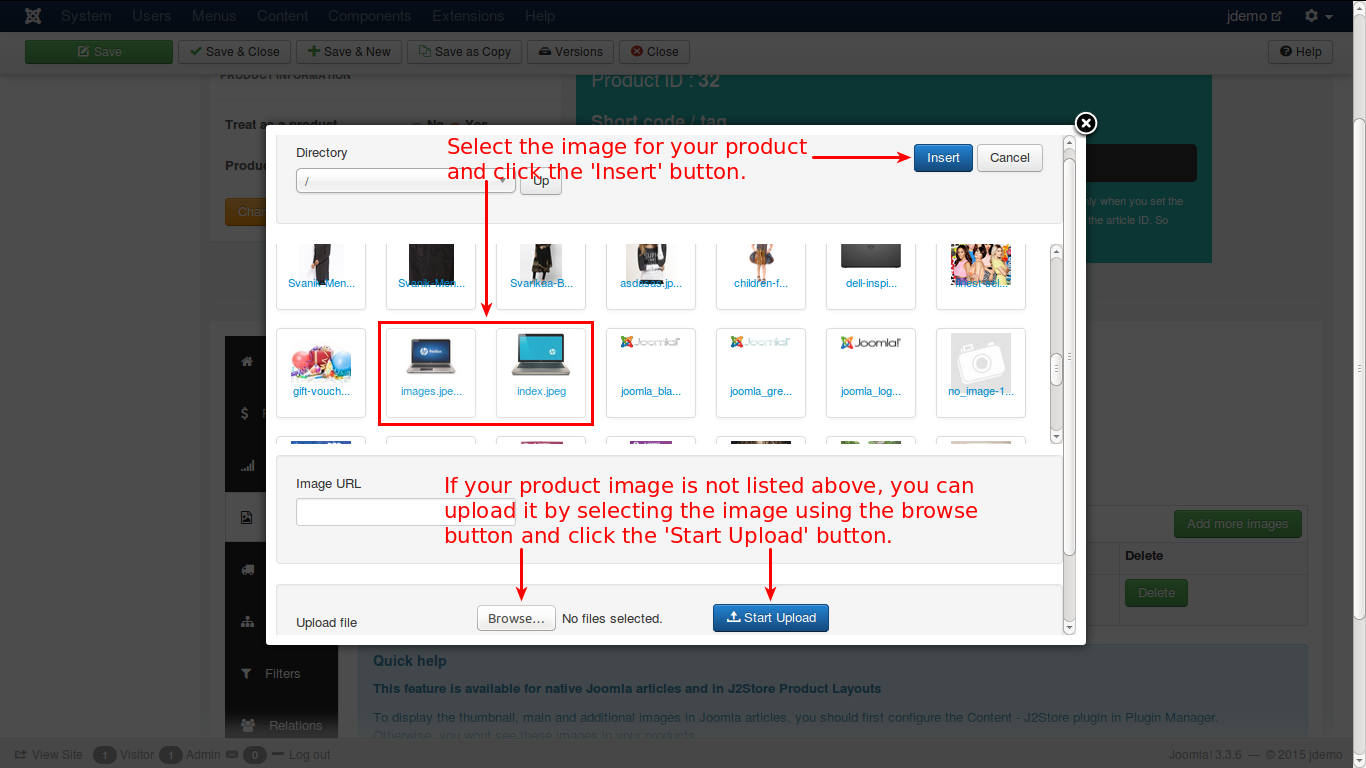 System Users Menus Content Components Extensions Help jdemo
Save Save & Close Save & New Save as Copy Versions Close Help
PRODUCT INFORMATION
Product ID : 32
Short code / tag
Treat as a product No Yes
Select the image for your product
and click the 'Insert' button.
Directory
Insert Cancel
/ Up
nly when you set the
the article ID. So
Svanik-Men... Svanik-Men... Svarikaa-B... asdasas.jp... children-f... dell-inspi... finest-sel...
gift-vouch... images.jpe... index.jpeg joomla_bla... joomla_gre... joomla_log... no_image-1...
Image URL
If your product image is not listed above, you can
upload it by selecting the image using the browse
button and click the 'Start Upload' button.
Add more images
Delete
Delete
Upload file Browse... No files selected. Start Upload
Filters
Relations
Quick help
This feature is available for native Joomla articles and in J2Store Product Layouts
To display the thumbnail, main and additional images in Joomla articles, you should first configure the Content - J2Store plugin in Plugin Manager.
Otherwise, you wont see these images in your products
View Site 1 Visitor 1 Admin 0 Log out Joomla! 3.3.6 — © 2015 jdemo